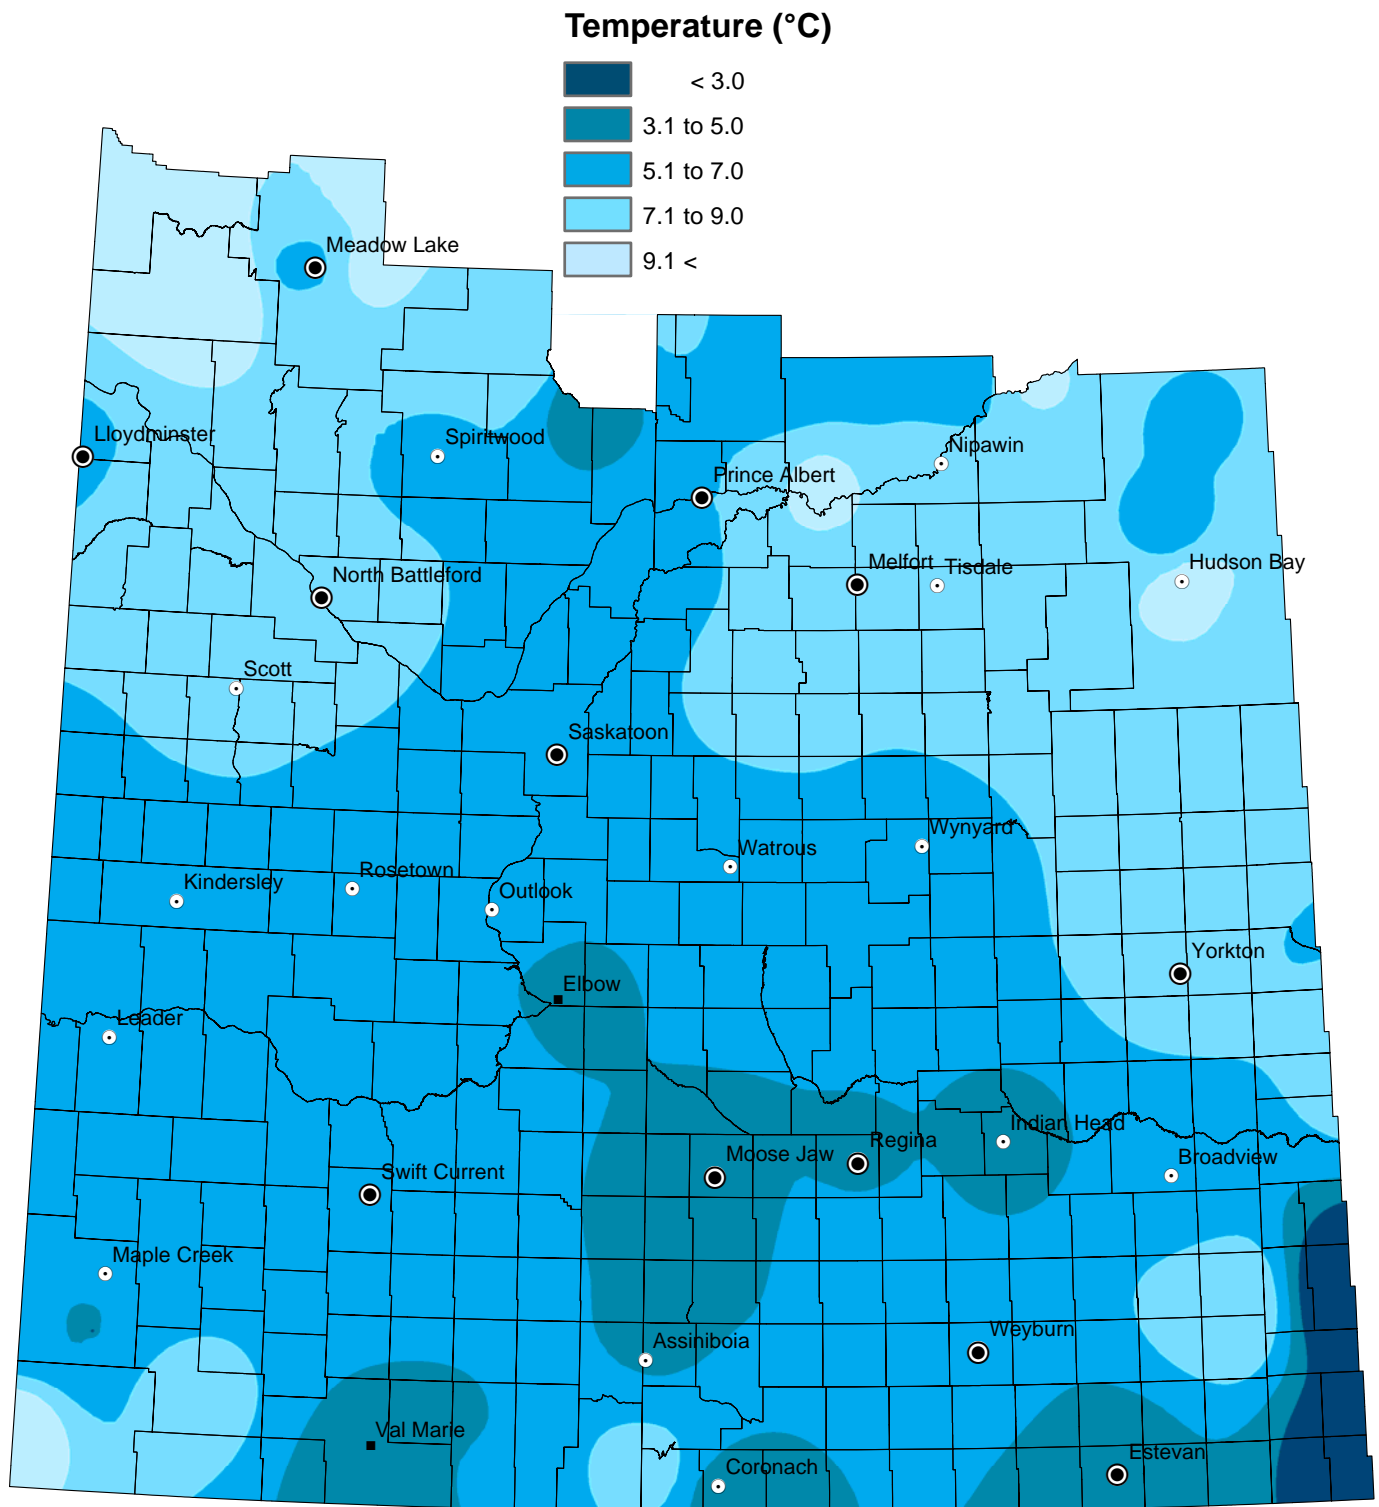 Temperature (°C)
< 3.0
3.1 to 5.0
5.1 to 7.0
7.1 to 9.0
9.1 <
Meadow Lake
Lloydminster
Spiritwood
Nipawin
Prince Albert
Hudson Bay
Melfort
Tisdale
North Battleford
Scott
Saskatoon
Wynyard
Watrous
Rosetown
Kindersley
Outlook
Yorkton
Elbow
Leader
Indian Head
Regina
Moose Jaw
Broadview
Swift Current
Maple Creek
Weyburn
Assiniboia
Val Marie
Estevan
Coronach